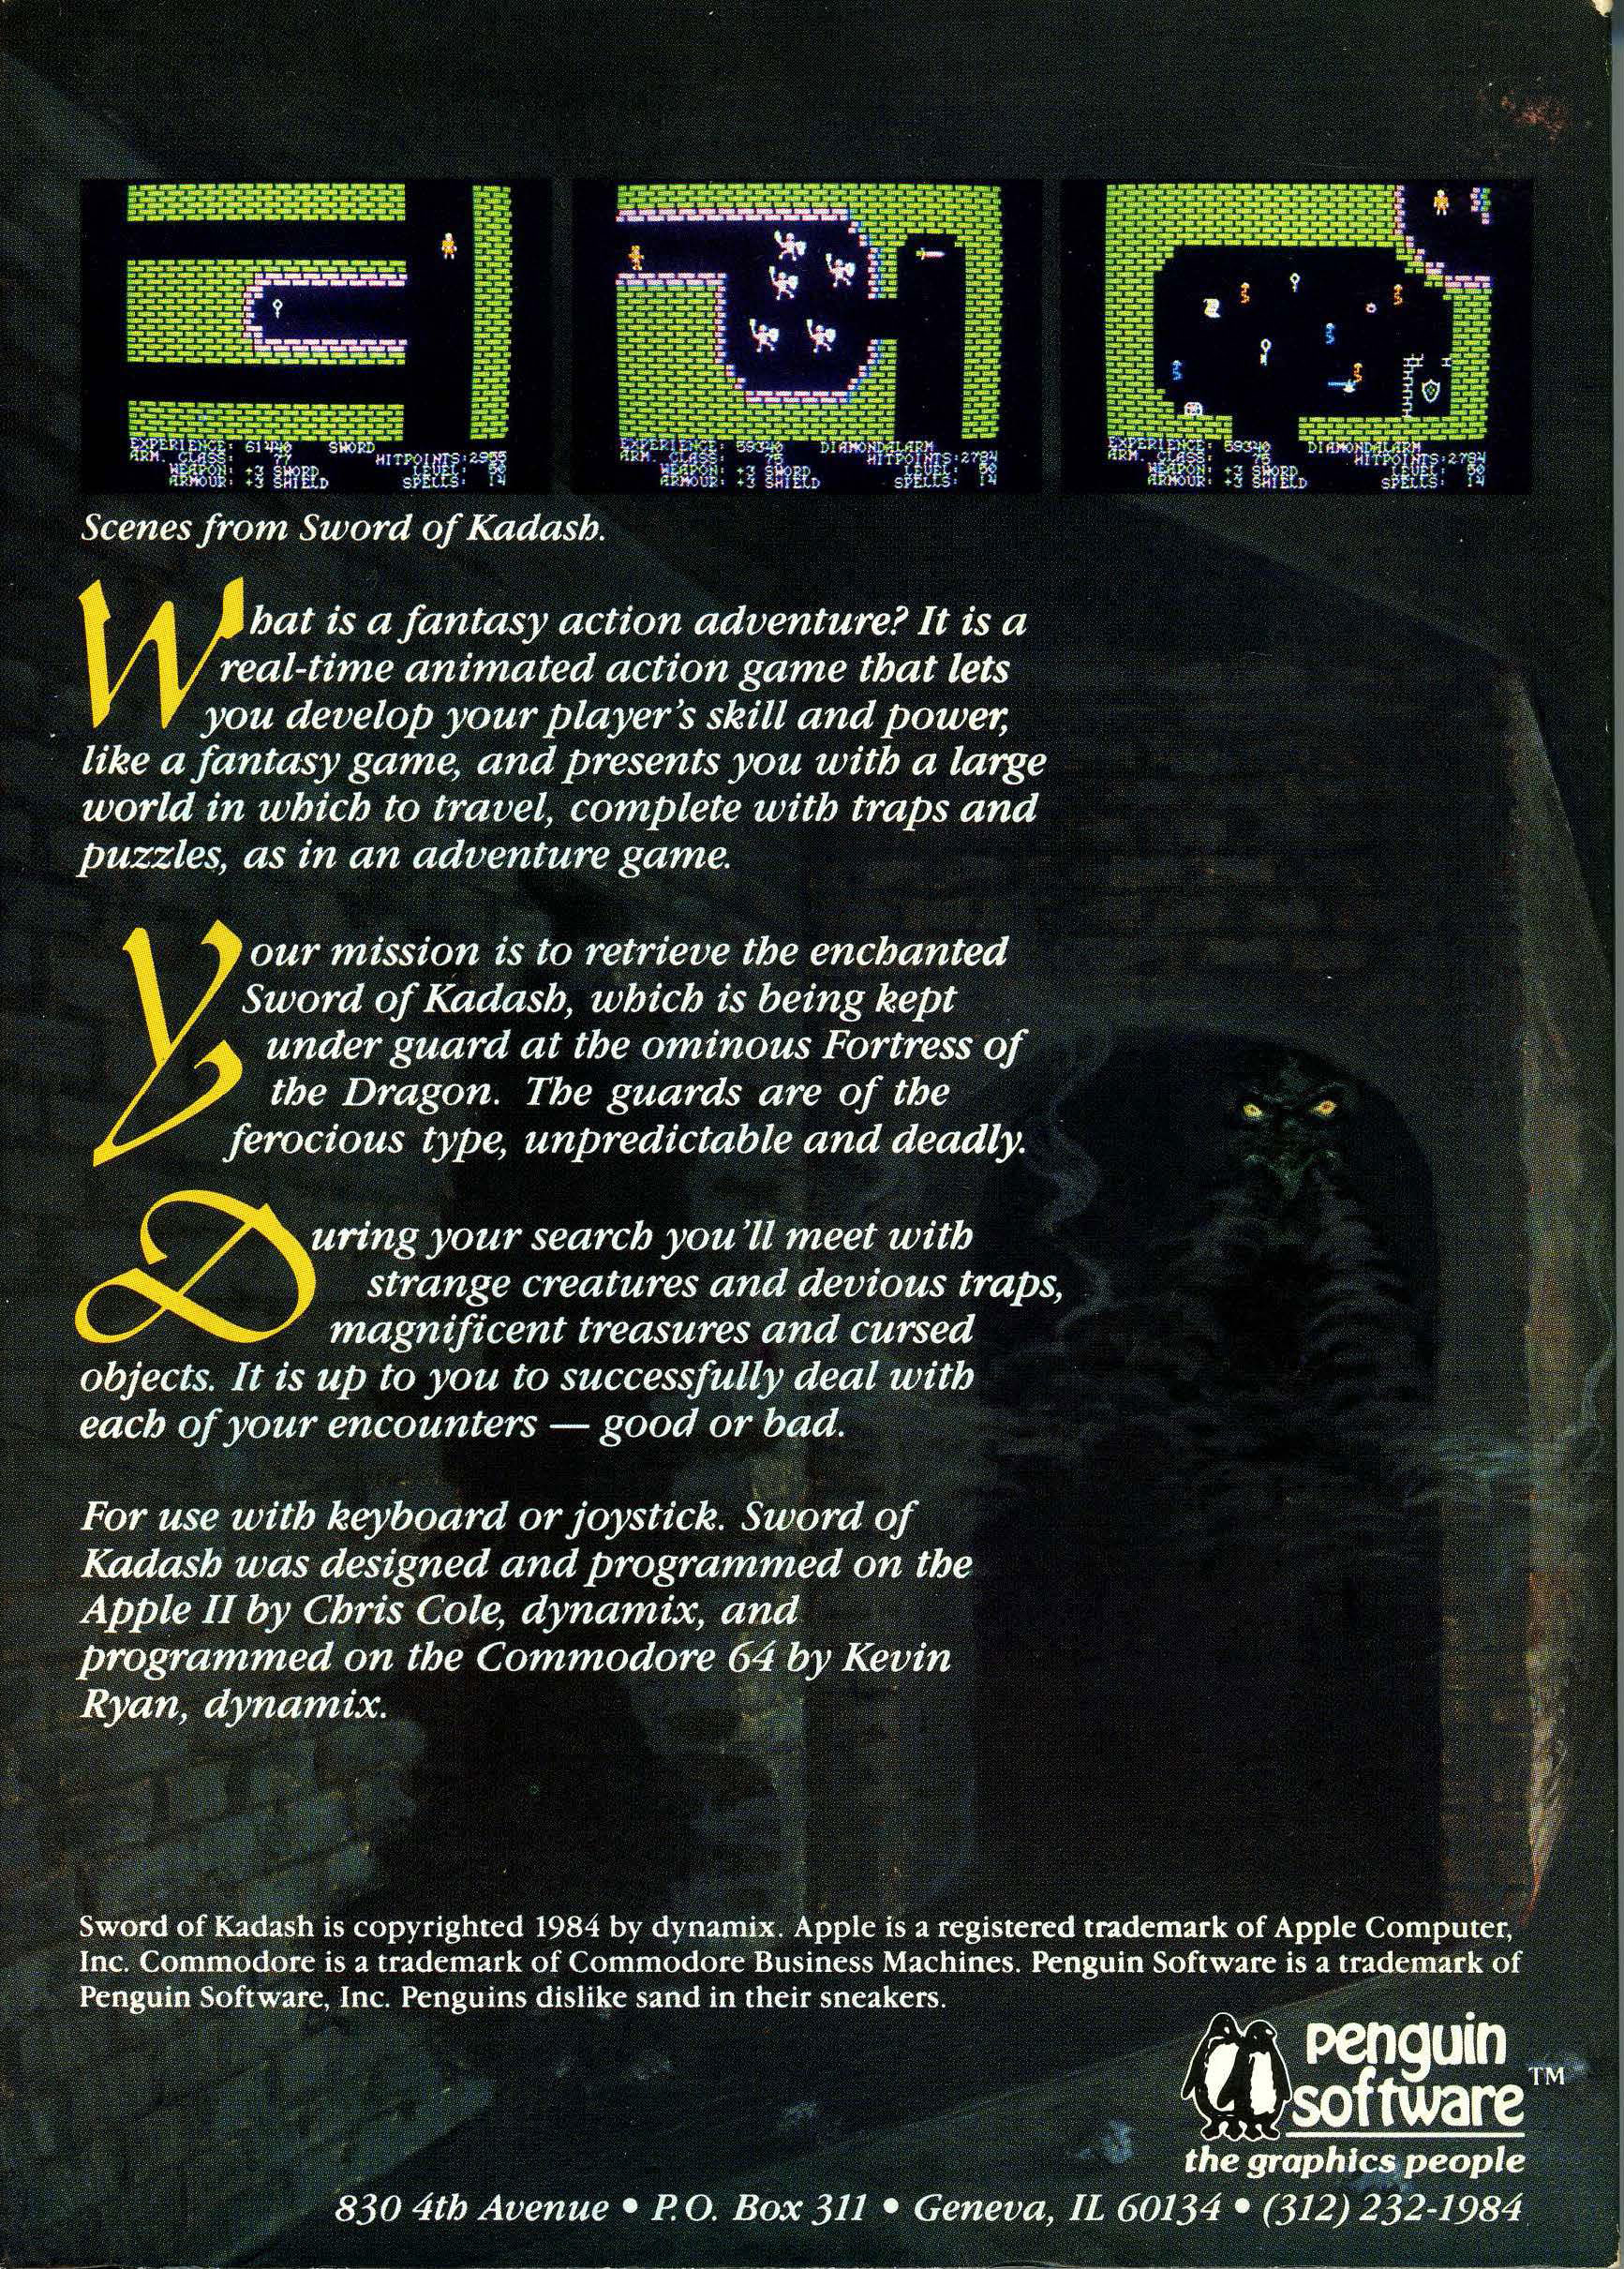 EXPERIENCE: 61440 SWORD
ARM. CLASS: 77 HITPOINTS:2955
WEAPON: +3 SWORD LEVEL: 50
ARMOUR: +3 SHIELD SPELLS: 14
EXPERIENCE: 59340 DIAMONDALARM
ARM. CLASS: 75 HITPOINTS:2784
WEAPON: +3 SWORD LEVEL: 50
ARMOUR: +3 SHIELD SPELLS: 14
EXPERIENCE: 59340 DIAMONDALARM
ARM. CLASS: 75 HITPOINTS:2784
WEAPON: +3 SWORD LEVEL: 50
ARMOUR: +3 SHIELD SPELLS: 14
Scenes from Sword of Kadash.
What is a fantasy action adventure? It is a
real-time animated action game that lets
you develop your player's skill and power,
like a fantasy game, and presents you with a large
world in which to travel, complete with traps and
puzzles, as in an adventure game.
Your mission is to retrieve the enchanted
Sword of Kadash, which is being kept
under guard at the ominous Fortress of
the Dragon. The guards are of the
ferocious type, unpredictable and deadly.
During your search you'll meet with
strange creatures and devious traps,
magnificent treasures and cursed
objects. It is up to you to successfully deal with
each of your encounters — good or bad.
For use with keyboard or joystick. Sword of
Kadash was designed and programmed on the
Apple II by Chris Cole, dynamix, and
programmed on the Commodore 64 by Kevin
Ryan, dynamix.
Sword of Kadash is copyrighted 1984 by dynamix. Apple is a registered trademark of Apple Computer,
Inc. Commodore is a trademark of Commodore Business Machines. Penguin Software is a trademark of
Penguin Software, Inc. Penguins dislike sand in their sneakers.
penguin
software TM
the graphics people
830 4th Avenue • P.O. Box 311 • Geneva, IL 60134 • (312) 232-1984